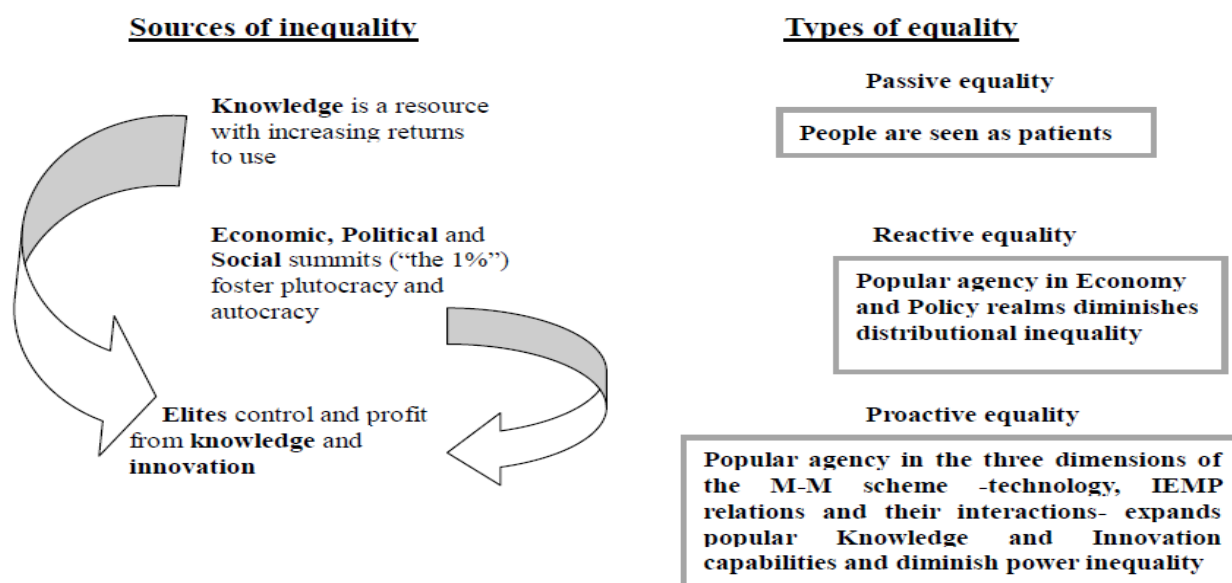 Sources of inequality
Knowledge is a resource
with increasing returns
to use
Economic, Political and
Social summits (“the 1%”)
foster plutocracy and
autocracy
Elites control and profit
from knowledge and
innovation
Types of equality
Passive equality
People are seen as patients
Reactive equality
Popular agency in Economy
and Policy realms diminishes
distributional inequality
Proactive equality
Popular agency in the three dimensions of
the M-M scheme -technology, IEMP
relations and their interactions- expands
popular Knowledge and Innovation
capabilities and diminish power inequality